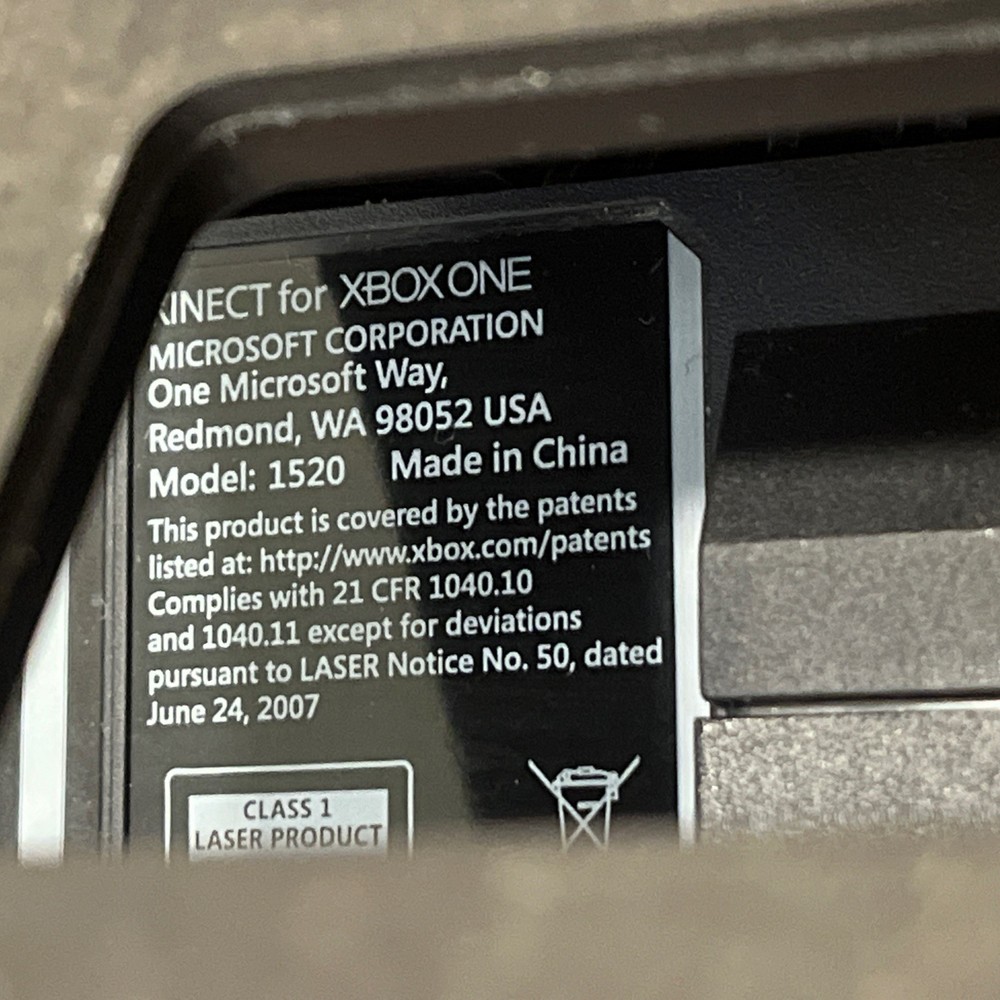 KINECT for XBOX ONE
MICROSOFT CORPORATION
One Microsoft Way,
Redmond, WA 98052 USA
Model: 1520 Made in China
This product is covered by the patents
listed at: http://www.xbox.com/patents
Complies with 21 CFR 1040.10
and 1040.11 except for deviations
pursuant to LASER Notice No. 50, dated
June 24, 2007
CLASS 1
LASER PRODUCT